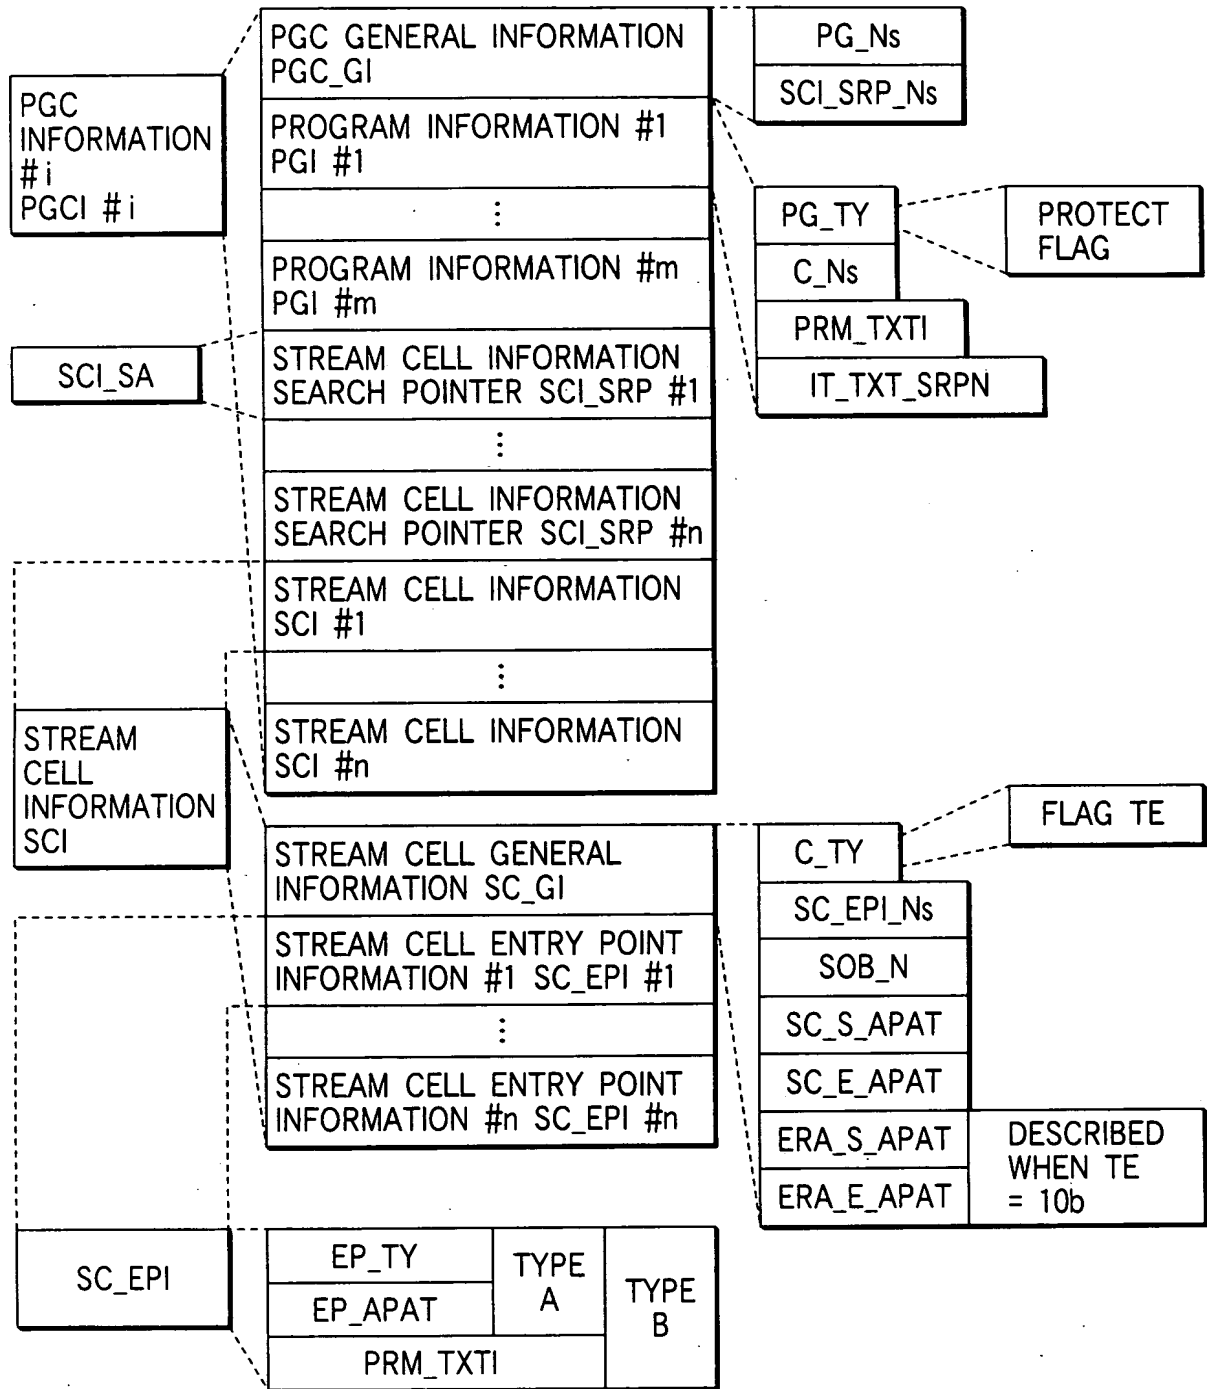 PGC GENERAL INFORMATION
PGC_GI
PG_Ns
SCI_SRP_Ns
PGC
INFORMATION
#i
PGCI #i
PROGRAM INFORMATION #1
PGI #1
⋮
PROGRAM INFORMATION #m
PGI #m
PG_TY
C_Ns
PRM_TXTI
IT_TXT_SRPN
PROTECT
FLAG
SCI_SA
STREAM CELL INFORMATION
SEARCH POINTER SCI_SRP #1
⋮
STREAM CELL INFORMATION
SEARCH POINTER SCI_SRP #n
STREAM CELL INFORMATION
SCI #1
⋮
STREAM CELL INFORMATION
SCI #n
STREAM
CELL
INFORMATION
SCI
STREAM CELL GENERAL
INFORMATION SC_GI
STREAM CELL ENTRY POINT
INFORMATION #1 SC_EPI #1
⋮
STREAM CELL ENTRY POINT
INFORMATION #n SC_EPI #n
C_TY
FLAG TE
SC_EPI_Ns
SOB_N
SC_S_APAT
SC_E_APAT
ERA_S_APAT
ERA_E_APAT
DESCRIBED
WHEN TE
= 10b
SC_EPI
EP_TY
EP_APAT
PRM_TXTI
TYPE
A
TYPE
B